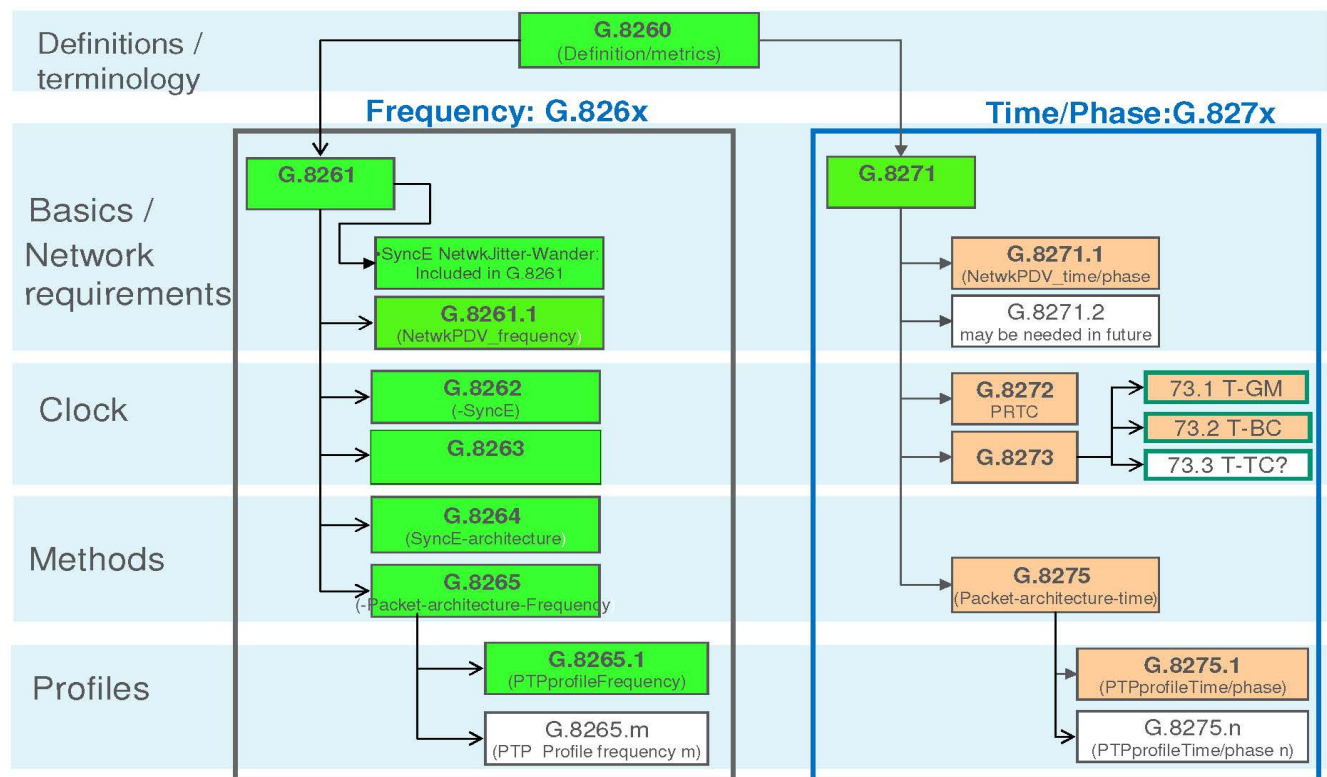 G.8260
(Definition/metrics)
Definitions /
terminology
Frequency: G.826x
Time/Phase:G.827x
G.8261
G.8271
Basics /
Network
requirements
•SyncE NetwkJitter-Wander:
Included in G.8261
G.8261.1
(NetwkPDV_frequency)
G.8271.1
(NetwkPDV_time/phase
G.8271.2
may be needed in future
Clock
G.8262
(-SyncE)
G.8263
G.8272
PRTC
G.8273
73.1 T-GM
73.2 T-BC
73.3 T-TC?
Methods
G.8264
(SyncE-architecture)
G.8265
(-Packet-architecture-Frequency
G.8275
(Packet-architecture-time)
Profiles
G.8265.1
(PTPprofileFrequency)
G.8265.m
(PTP Profile frequency m)
G.8275.1
(PTPprofileTime/phase)
G.8275.n
(PTPprofileTime/phase n)